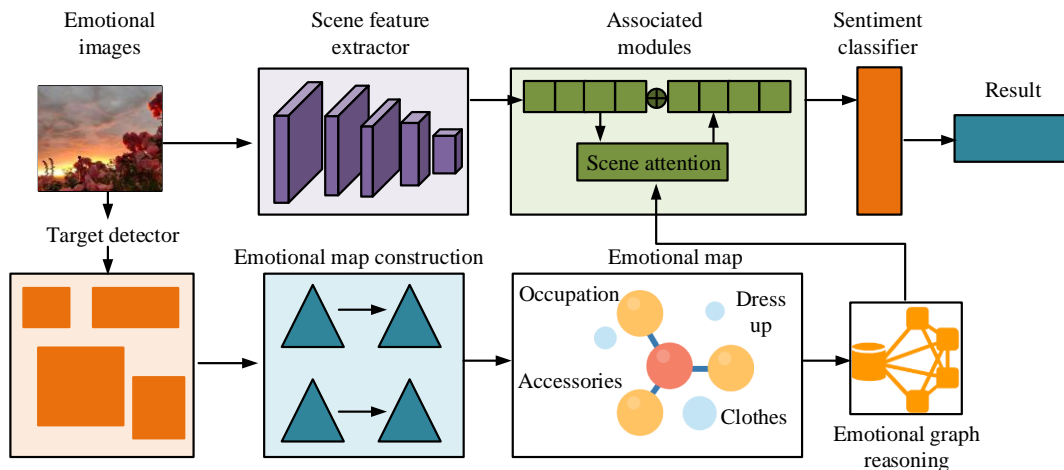 Emotional
images
Scene feature
extractor
Associated
modules
Sentiment
classifier
Result
Scene attention
Target detector
Emotional map construction
Emotional map
Occupation
Dress
up
Accessories
Clothes
Emotional graph
reasoning